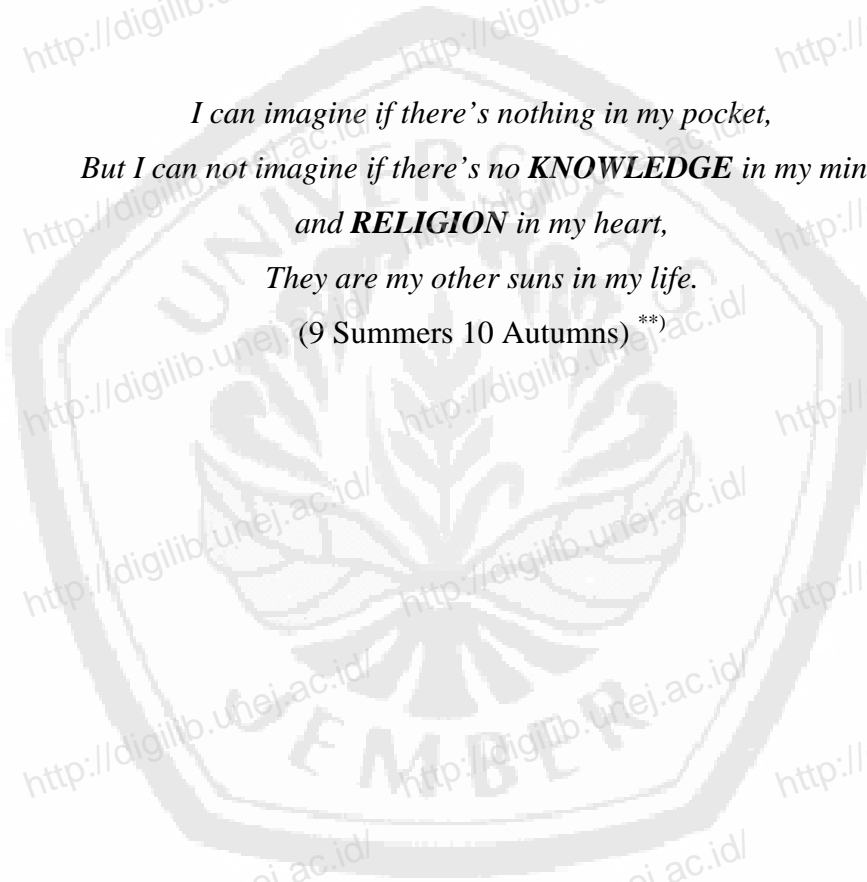 I can imagine if there's nothing in my pocket,
But I can not imagine if there's no KNOWLEDGE in my min
and RELIGION in my heart,
They are my other suns in my life.
(9 Summers 10 Autumns) **)
UNIVERSITAS
JEMBER
http://digilib.unej.ac.id/